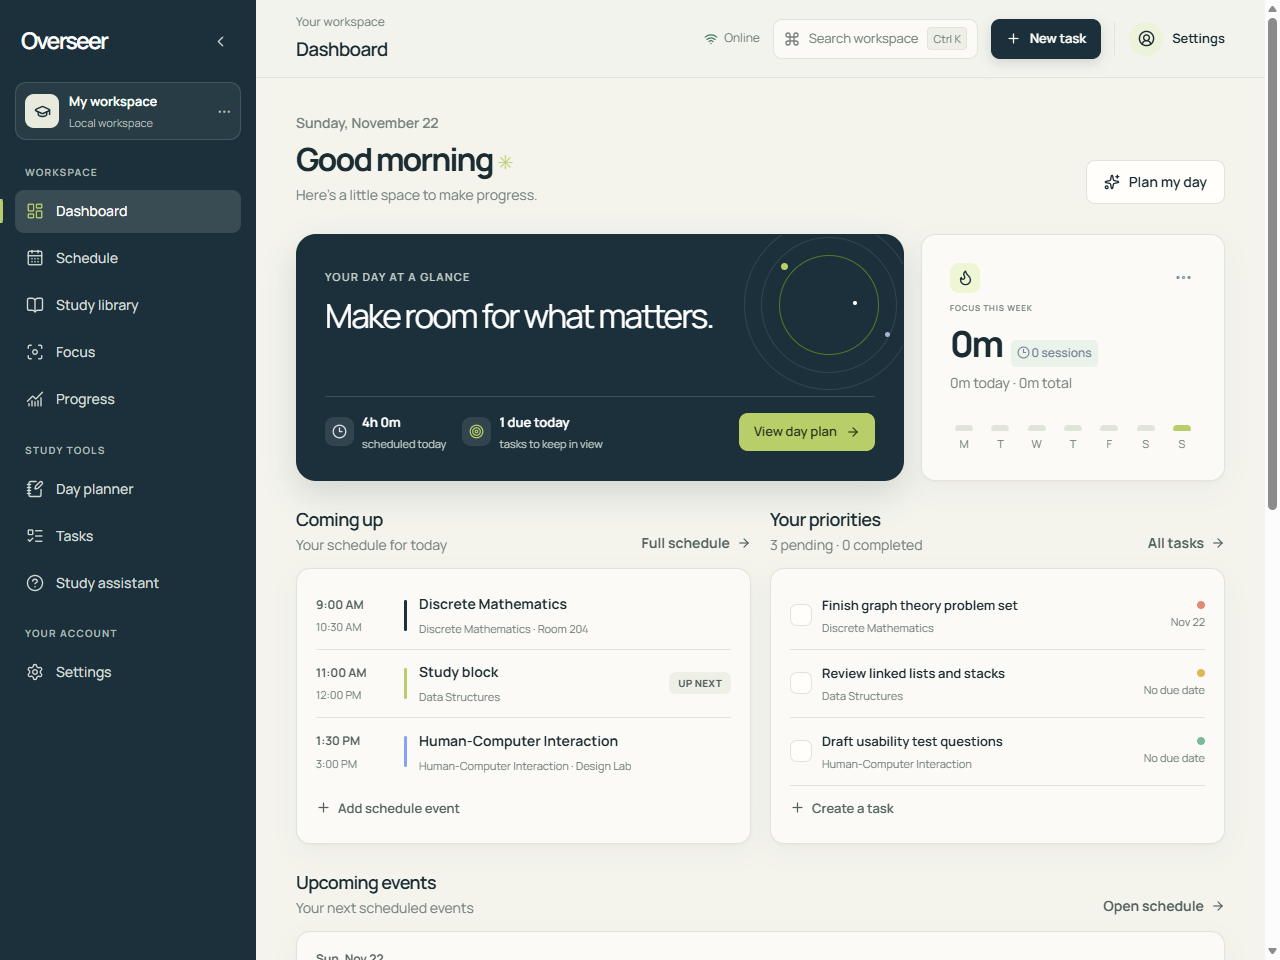 Overseer
My workspace
Local workspace
WORKSPACE
Dashboard
Schedule
Study library
Focus
Progress
STUDY TOOLS
Day planner
Tasks
Study assistant
YOUR ACCOUNT
Settings
Your workspace
Dashboard
Online
Search workspace
Ctrl K
New task
Settings
Sunday, November 22
Good morning
Here's a little space to make progress.
Plan my day
YOUR DAY AT A GLANCE
Make room for what matters.
4h 0m
scheduled today
1 due today
tasks to keep in view
View day plan
FOCUS THIS WEEK
0m
0 sessions
0m today · 0m total
M T W T F S S
Coming up
Your schedule for today
Full schedule
9:00 AM
10:30 AM
Discrete Mathematics
Discrete Mathematics · Room 204
11:00 AM
12:00 PM
Study block
Data Structures
UP NEXT
1:30 PM
3:00 PM
Human-Computer Interaction
Human-Computer Interaction · Design Lab
Add schedule event
Your priorities
3 pending · 0 completed
All tasks
Finish graph theory problem set
Discrete Mathematics
Nov 22
Review linked lists and stacks
Data Structures
No due date
Draft usability test questions
Human-Computer Interaction
No due date
Create a task
Upcoming events
Your next scheduled events
Open schedule
Sun, Nov 22